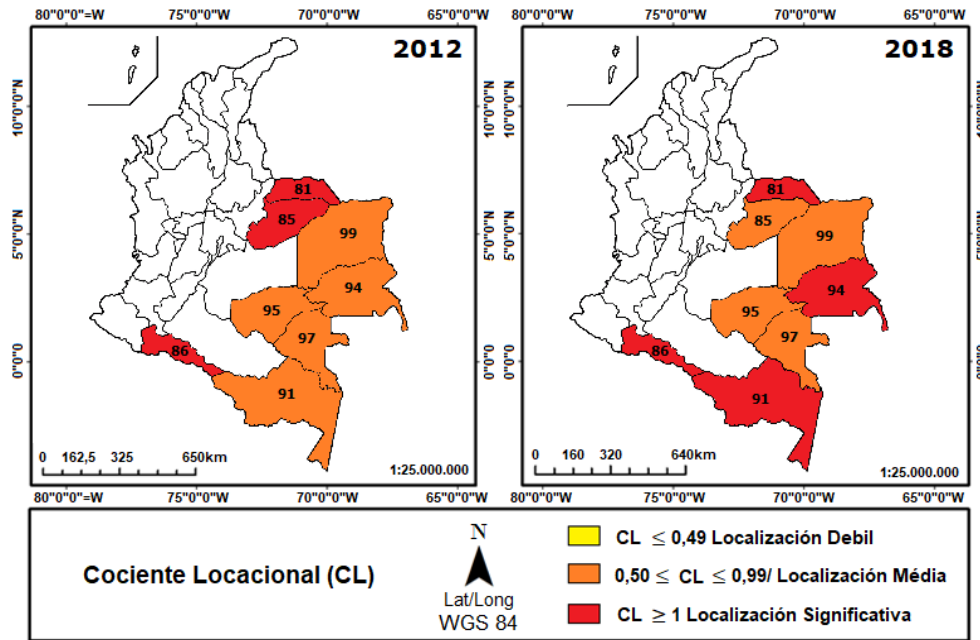 80°0'0"=W 75°0'0"W 70°0'0"W 65°0'0"W
80°0'0"=W 75°0'0"W 70°0'0"W 65°0'0"W
2012
2018
10°0'0"N
5°0'0"N
0°0'0"
81
85
99
94
95
97
86
91
0 162,5 325 650km
1:25.000.000
10°0'0"N
0°0'0"
81
85
99
94
95
97
86
91
0 160 320 640km
1:25.000.000
80°0'0"=W 75°0'0"W 70°0'0"W 65°0'0"W
80°0'0"W 75°0'0"W 70°0'0"W 65°0'0"W
Cociente Locacional (CL)
N
Lat/Long
WGS 84
CL ≤ 0,49 Localización Debil
0,50 ≤ CL ≤ 0,99/ Localización Média
CL ≥ 1 Localización Significativa